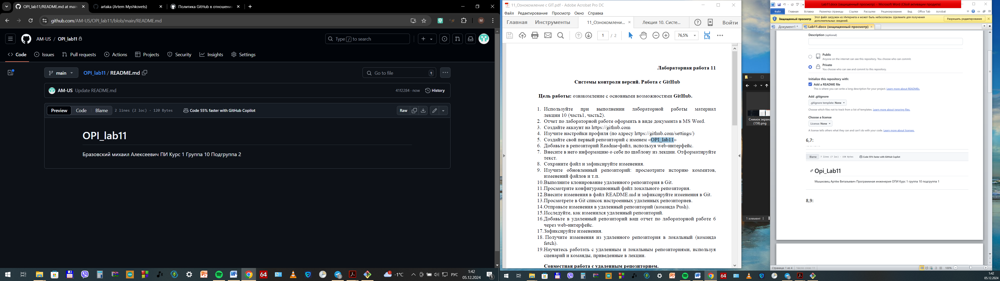 OPI_lab11/README.md at main
artaka (Artem Myshkovets)
Политика GitHub в отношении
github.com/AM-US/OPI_lab11/blob/main/README.md
M
AM-US / OPI_lab11
Type / to search
Code
Issues
Pull requests
Actions
Projects
Security
Insights
Settings
main
OPI_lab11 / README.md
Go to file
t
AM-US Update README.md
41f2284 · now
History
Preview
Code
Blame
2 lines (2 loc) · 120 Bytes
Code 55% faster with GitHub Copilot
Raw
OPI_lab11
Бразовский михаил Алексеевич ПИ Курс 1 Группа 10 Подгруппа 2
64
-1°C
РУС
1:42
05.12.2024
11_Ознокомление с GIT.pdf - Adobe Acrobat Pro DC
Файл Редактирование Просмотр Окно Справка
Главная
Инструменты
11_Ознокомлени...
Лекция 10. Систе...
Войти
1 / 2
76,5%
Лабораторная работа 11
Системы контроля версий. Работа с GitHub
Цель работы: ознакомление с основными возможностями GitHub.
1. Используйте при выполнении лабораторной работы материал
лекции 10 (часть1, часть2).
2. Отчет по лабораторной работе оформить в виде документа в MS Word.
3. Создайте аккаунт на https://github.com
4. Изучите настройки профиля (по адресу https://github.com/settings/)
5. Создайте свой первый репозиторий с именем «OPI_lab11»
6. Добавьте в репозиторий Readme-файл, используя web-интерфейс.
7. Внесите в него информацию о себе по шаблону из лекции. Отформатируйте
текст.
8. Сохраните файл и зафиксируйте изменения.
9. Изучите обновленный репозиторий: просмотрите историю коммитов,
изменений файлов и т.п.
10.Выполните клонирование удаленного репозитория в Git.
11.Просмотрите конфигурационный файл локального репозитория.
12.Внесите изменения в файл README.md и зафиксируйте изменения в Git.
13.Просмотрете в Git список настроенных удаленных репозиториев.
14.Отправьте изменения в удаленный репозиторий (команда Push).
15.Исследуйте, как изменился удаленный репозиторий.
16.Добавьте в удаленный репозиторий ваш отчет по лабораторной работе 6
через web-интерфейс.
17.Зафиксируйте изменения.
18. Получите изменения из удаленного репозитория в локальный (команда
fetch).
19.Научитесь работать с удаленным и локальным репозиториями, используя
сценарий и команды, приведенные в лекции.
Совместная работа с удаленным репозиторием.
Снимок экрана
(159).png
1 элемент
Lab11.docx (защищенный просмотр) - Microsoft Word (Сбой активации продукта)
Файл Главная Вставка Разметка страницы Ссылки Рассылки Рецензирование Вид Office Tab Acrobat
Защищенный просмотр
Этот файл загружен из Интернета и может быть небезопасен. Щелкните для получения
дополнительных сведений.
Разрешить редактирование
Документ1 *
Lab11.docx (защищенный просмотр)
Description (optional)
Public
Anyone on the internet can see this repository. You choose who can commit.
Private
You choose who can see and commit to this repository.
Initialize this repository with:
Add a README file
This is where you can write a long description for your project. Learn more about READMEs.
Add .gitignore
.gitignore template: None
Choose which files not to track from a list of templates. Learn more about ignoring files.
Choose a license
License: None
A license tells others what they can and can't do with your code. Learn more about licenses.
6,7:
Blame
7 lines (7 loc) · 158 Bytes
Code 55% faster with GitHub Copilot
Opi_Lab11
Мышковец Артём Витальевич Программная инженерия ОПИ Курс 1 группа 10 подгруппа 1
8,9:
Страница: 1 из 4
Число слов: 11
100%
64
1:42
05.12.2024